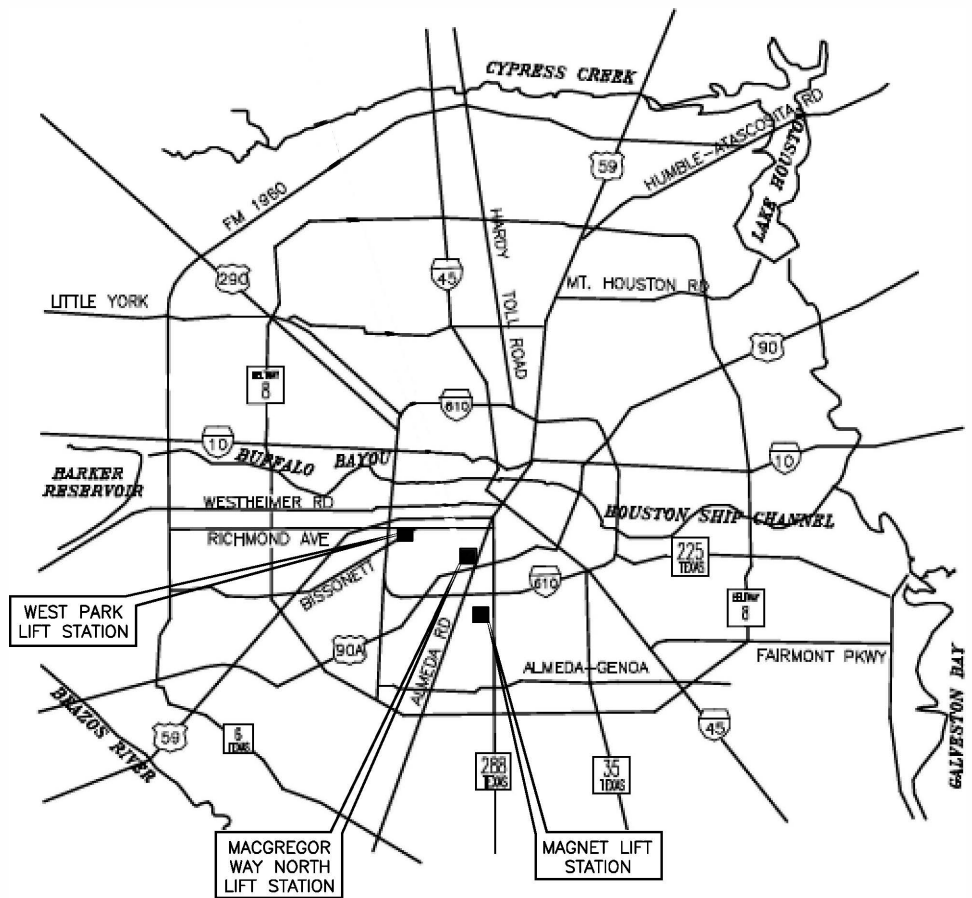 CYPRESS CREEK
HUMBLE-ATASCOSITA RD
LAKE HOUSTON
59
FM 1960
HARDY TOLL ROAD
45
290
MT. HOUSTON RD
LITTLE YORK
90
BELTWAY
8
610
10
BUFFALO BAYOU
10
BARKER
RESERVOIR
WESTHEIMER RD
HOUSTON SHIP CHANNEL
RICHMOND AVE
225
TEXAS
BISSONETT
610
WEST PARK
LIFT STATION
BELTWAY
8
90A
ALMEDA RD
ALMEDA-GENOA
FAIRMONT PKWY
GALVESTON BAY
BRAZOS RIVER
59
6
TEXAS
45
288
TEXAS
35
TEXAS
MACGREGOR
WAY NORTH
LIFT STATION
MAGNET LIFT
STATION